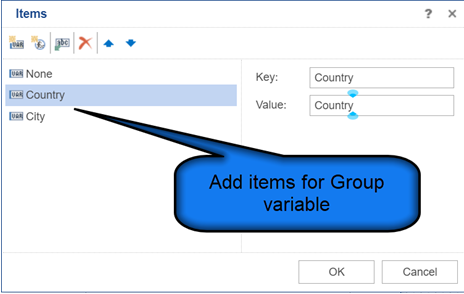 Items
?
None
Country
City
Key: Country
Value: Country
Add items for Group
variable
OK Cancel